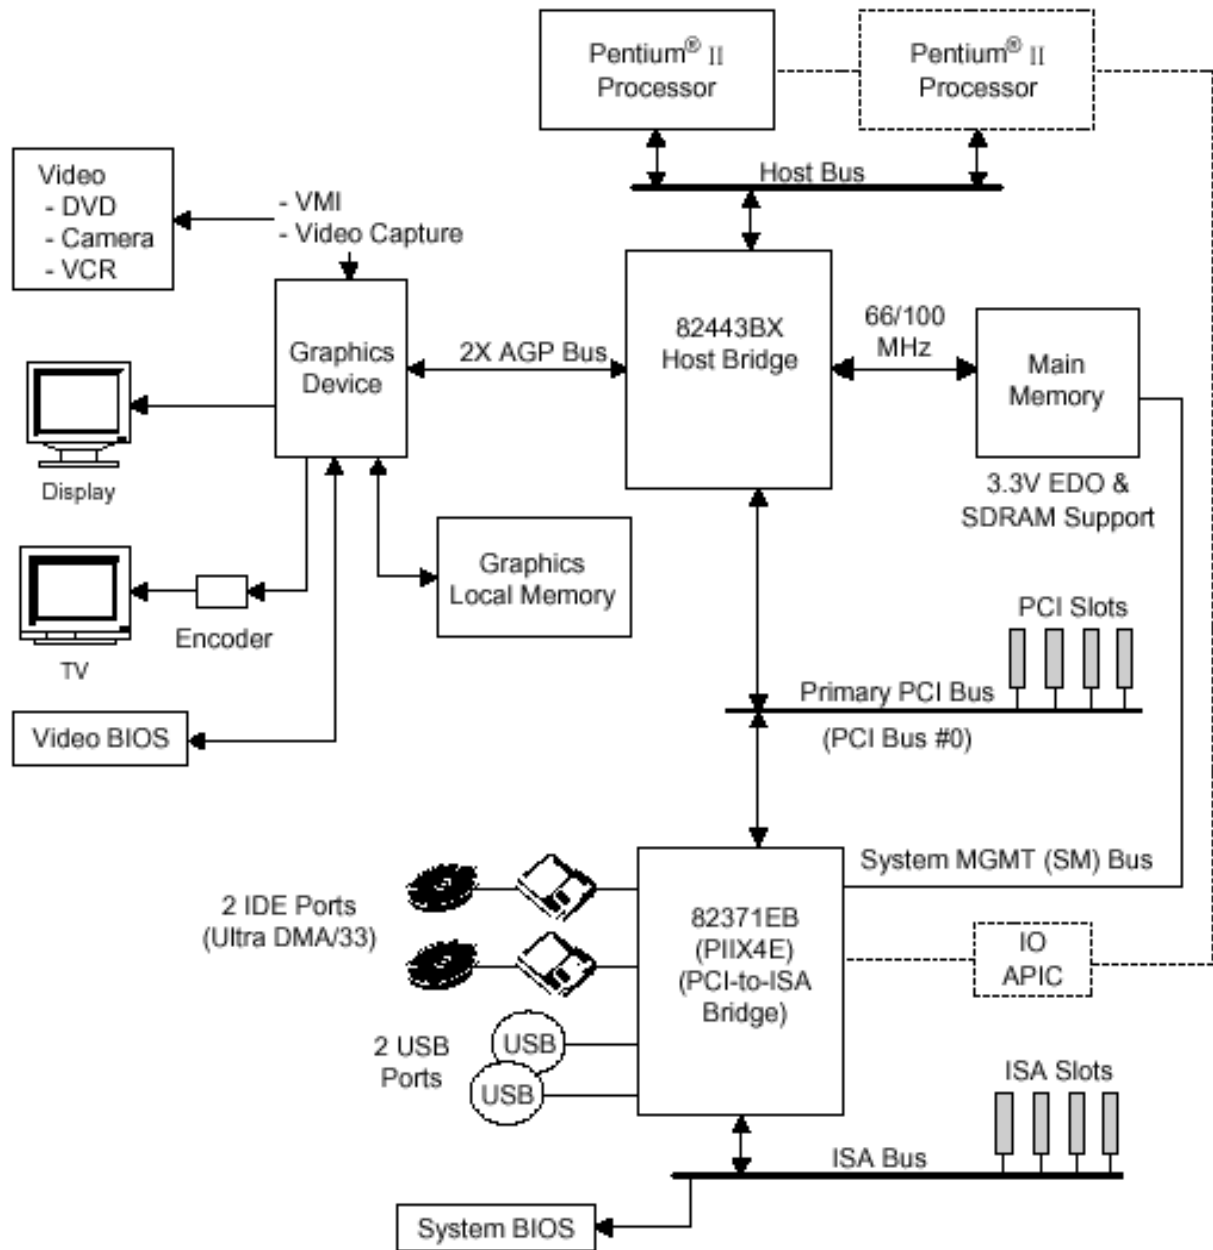 Pentium® II
Processor
Pentium® II
Processor
Host Bus
Video
- DVD
- Camera
- VCR
- VMI
- Video Capture
Graphics
Device
2X AGP Bus
82443BX
Host Bridge
66/100
MHz
Main
Memory
3.3V EDO &
SDRAM Support
Display
Graphics
Local Memory
TV
Encoder
Video BIOS
PCI Slots
Primary PCI Bus
(PCI Bus #0)
System MGMT (SM) Bus
2 IDE Ports
(Ultra DMA/33)
82371EB
(PIIX4E)
(PCI-to-ISA
Bridge)
IO
APIC
2 USB
Ports
USB
USB
ISA Slots
ISA Bus
System BIOS